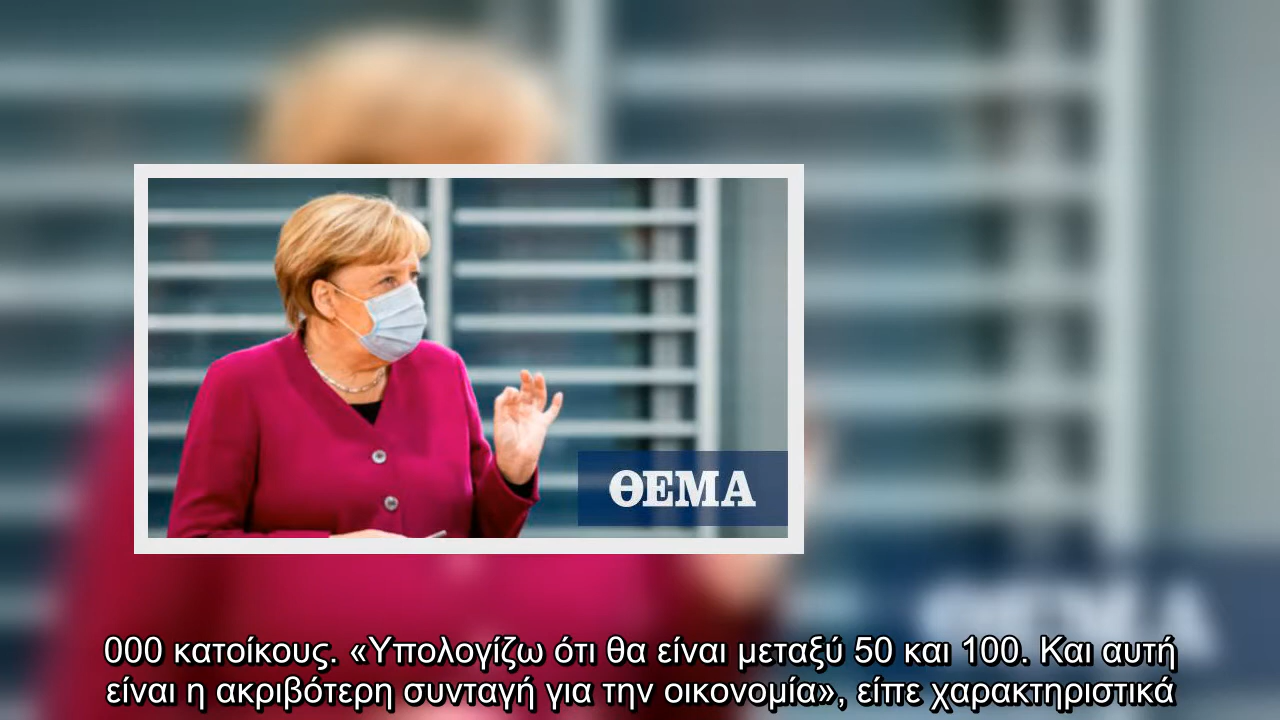 ΘΕΜΑ
000 κατοίκους. «Υπολογίζω ότι θα είναι μεταξύ 50 και 100. Και αυτή
είναι η ακριβότερη συνταγή για την οικονομία», είπε χαρακτηριστικά